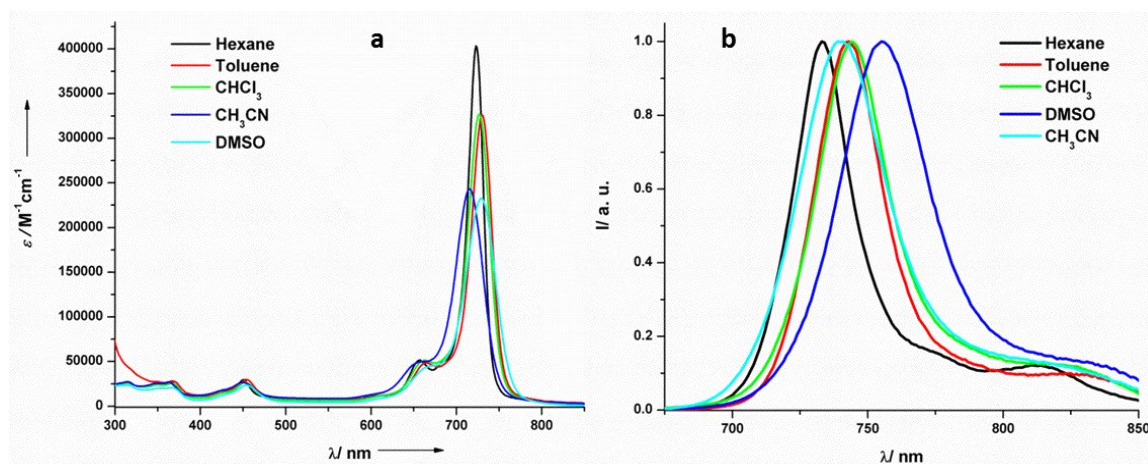 a
Hexane
Toluene
CHCl₃
CH₃CN
DMSO
400000
350000
300000
250000
200000
150000
100000
50000
0
300 400 500 600 700 800
ε / M⁻¹cm⁻¹
λ/ nm
b
Hexane
Toluene
CHCl₃
DMSO
CH₃CN
1.0
0.8
0.6
0.4
0.2
0.0
700 750 800 850
I/ a. u.
λ/ nm